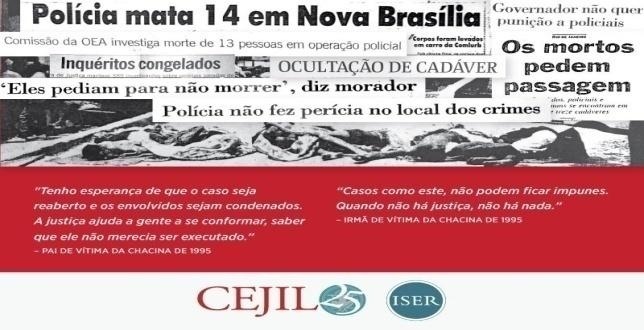 Polícia mata 14 em Nova Brasília
Governador não quer
punição a policiais
Comissão da OEA investiga morte de 13 pessoas em operação policial
Corpos foram levados
em carro da Comlurb
Os mortos
pedem
passagem
Inquéritos congelados
OCULTAÇÃO DE CADÁVER
'Eles pediam para não morrer', diz morador
Polícia não fez perícia no local dos crimes
"Tenho esperança de que o caso seja
reaberto e os envolvidos sejam condenados.
A justiça ajuda a gente a se conformar, saber
que ele não merecia ser executado."
– PAI DE VÍTIMA DA CHACINA DE 1995
"Casos como este, não podem ficar impunes.
Quando não há justiça, não há nada."
– IRMÃ DE VÍTIMA DA CHACINA DE 1995
CEJIL 25
ISER